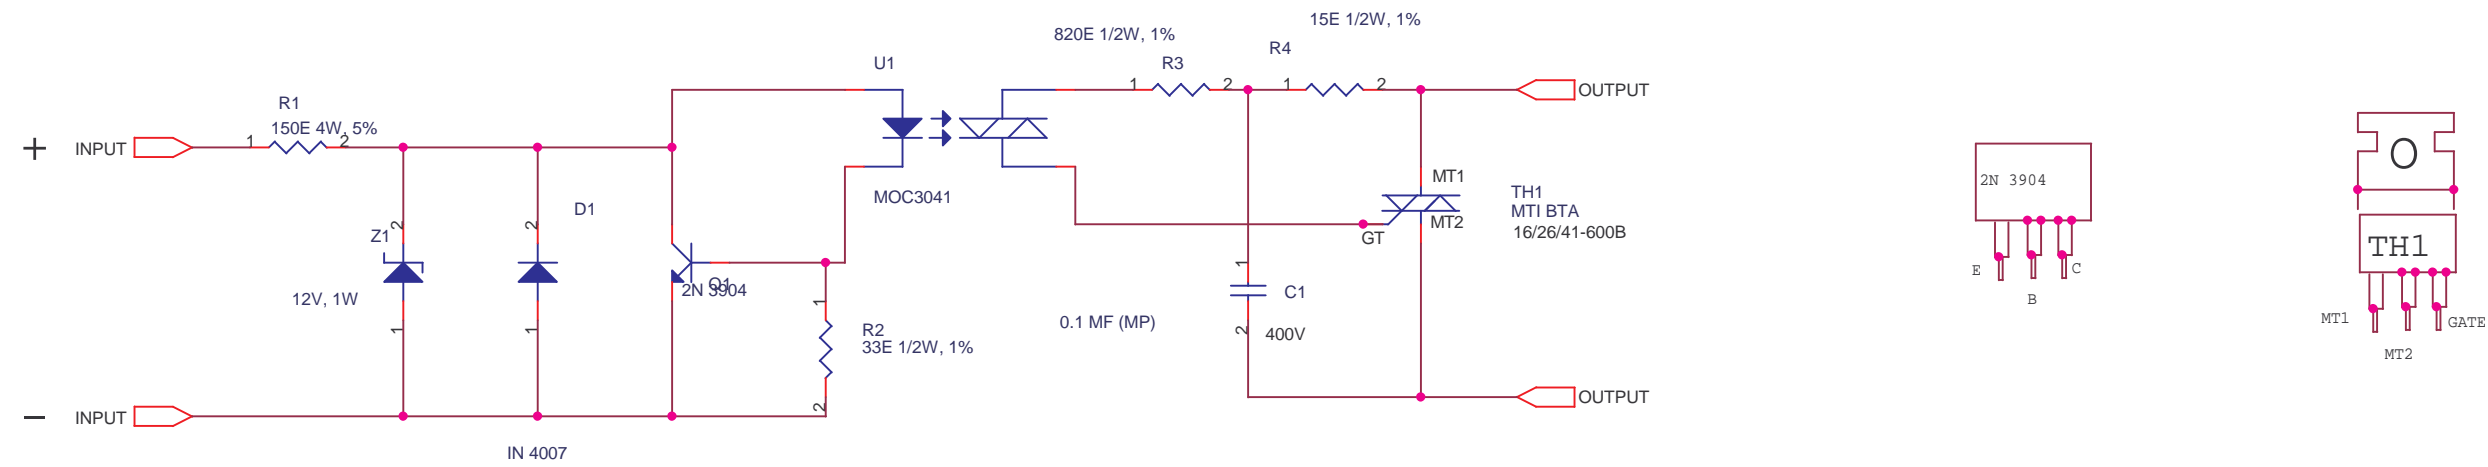 15E 1/2W, 1%
820E 1/2W, 1%
R4
U1
R3
1 2 1 2
OUTPUT
R1
150E 4W, 5%
1 2
+ INPUT
O
2N 3904
MT1
TH1
MOC3041
MTI BTA
D1
MT2
16/26/41-600B
2 2
Z1
GT
TH1
1
E
C
Q1
2N 3904
12V, 1W
B
1
C1
0.1 MF (MP)
MT1
GATE
1 1
R2
2
400V
33E 1/2W, 1%
MT2
OUTPUT
2
- INPUT
IN 4007